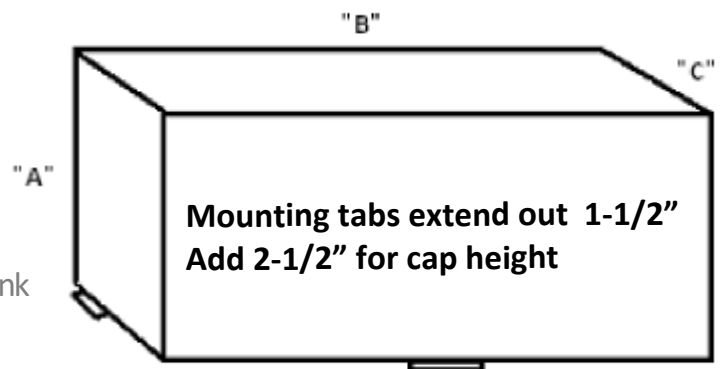 "B"
"C"
"A"
Mounting tabs extend out 1-1/2”
Add 2-1/2” for cap height
nk